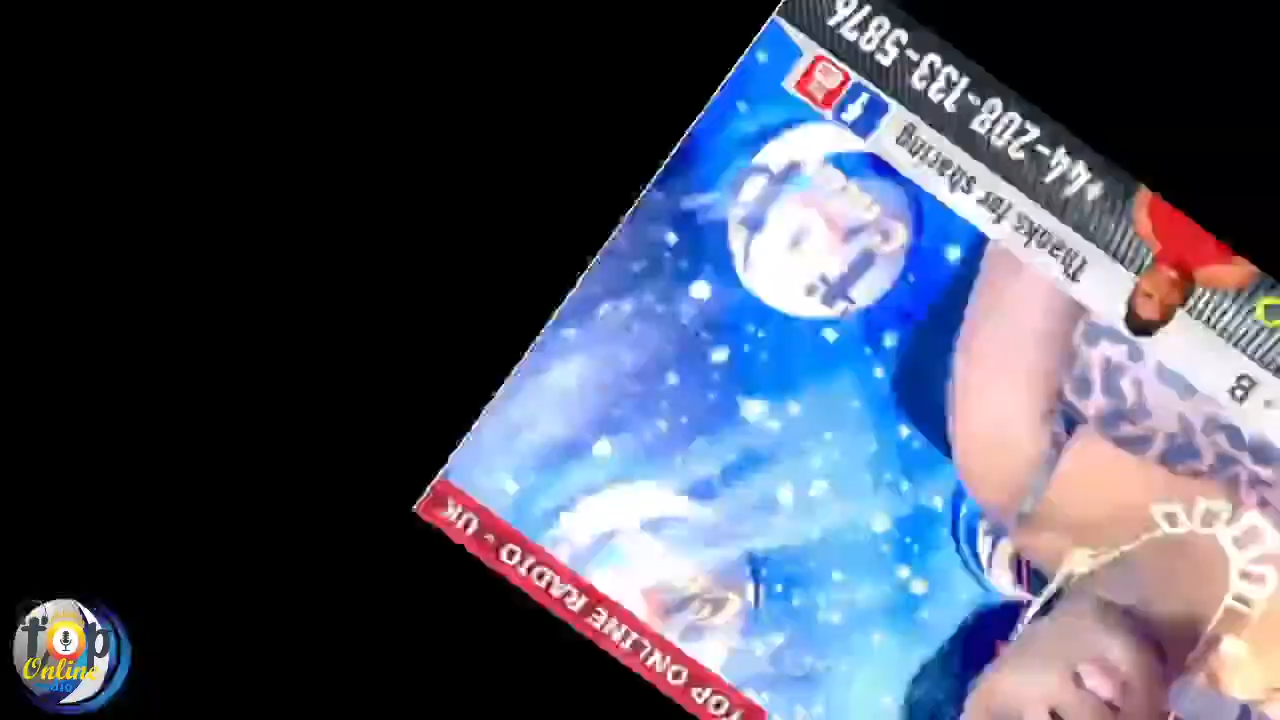 TOP ONLINE RADIO - UK
Thanks for sharing
+44-208-133-5876
B
top
Online